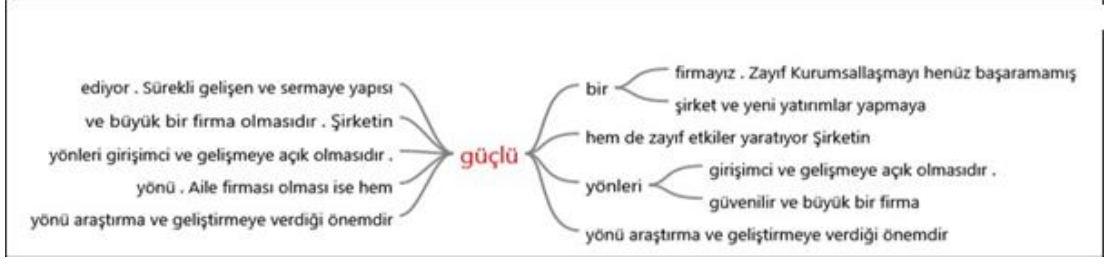 ediyor . Sürekli gelişen ve sermaye yapısı
ve büyük bir firma olmasıdır . Şirketin
yönleri girişimci ve gelişmeye açık olmasıdır .
yönü . Aile firması olması ise hem
yönü araştırma ve geliştirmeye verdiği önemdir
güçlü
bir
firmayız . Zayıf Kurumsallaşmayı henüz başaramamış
şirket ve yeni yatırımlar yapmaya
hem de zayıf etkiler yaratıyor Şirketin
yönleri
girişimci ve gelişmeye açık olmasıdır .
güvenilir ve büyük bir firma
yönü araştırma ve geliştirmeye verdiği önemdir